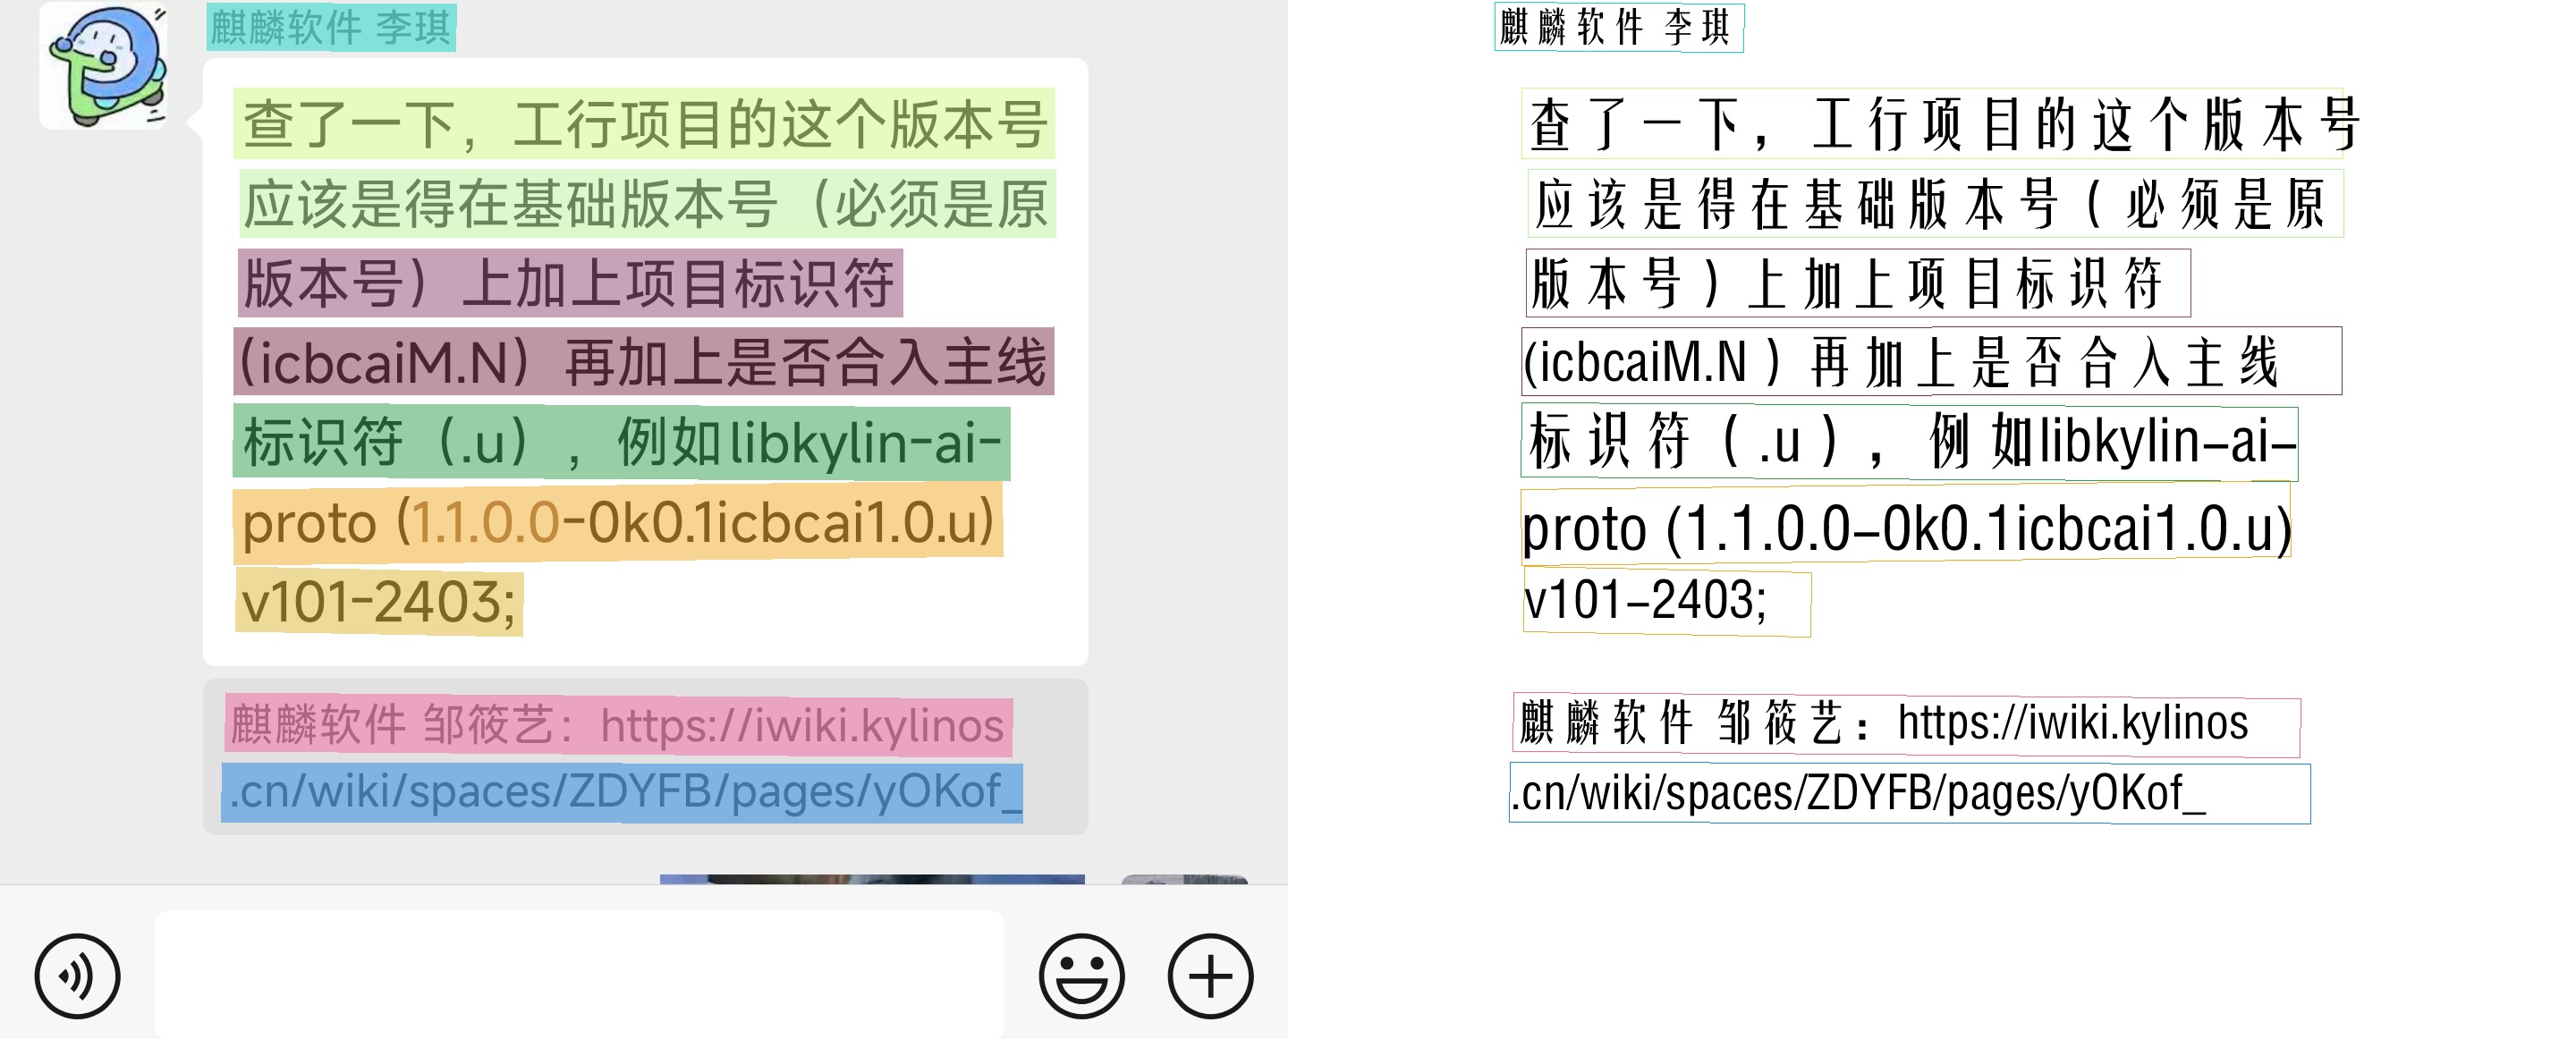 麒麟软件 李琪
查了一下，工行项目的这个版本号
应该是得在基础版本号（必须是原
版本号）上加上项目标识符
(icbcaiM.N）再加上是否合入主线
标识符（.u），例如libkylin-ai-
proto (1.1.0.0-0k0.1icbcai1.0.u)
v101-2403;
麒麟软件 邹筱艺：https://iwiki.kylinos
.cn/wiki/spaces/ZDYFB/pages/yOKof_
麒麟软件 李琪
查了一下，工行项目的这个版本号
应该是得在基础版本号（必须是原
版本号）上加上项目标识符
(icbcaiM.N）再加上是否合入主线
标识符（.u），例如libkylin-ai-
proto (1.1.0.0-0k0.1icbcai1.0.u)
v101-2403;
麒麟软件 邹筱艺：https://iwiki.kylinos
.cn/wiki/spaces/ZDYFB/pages/yOKof_